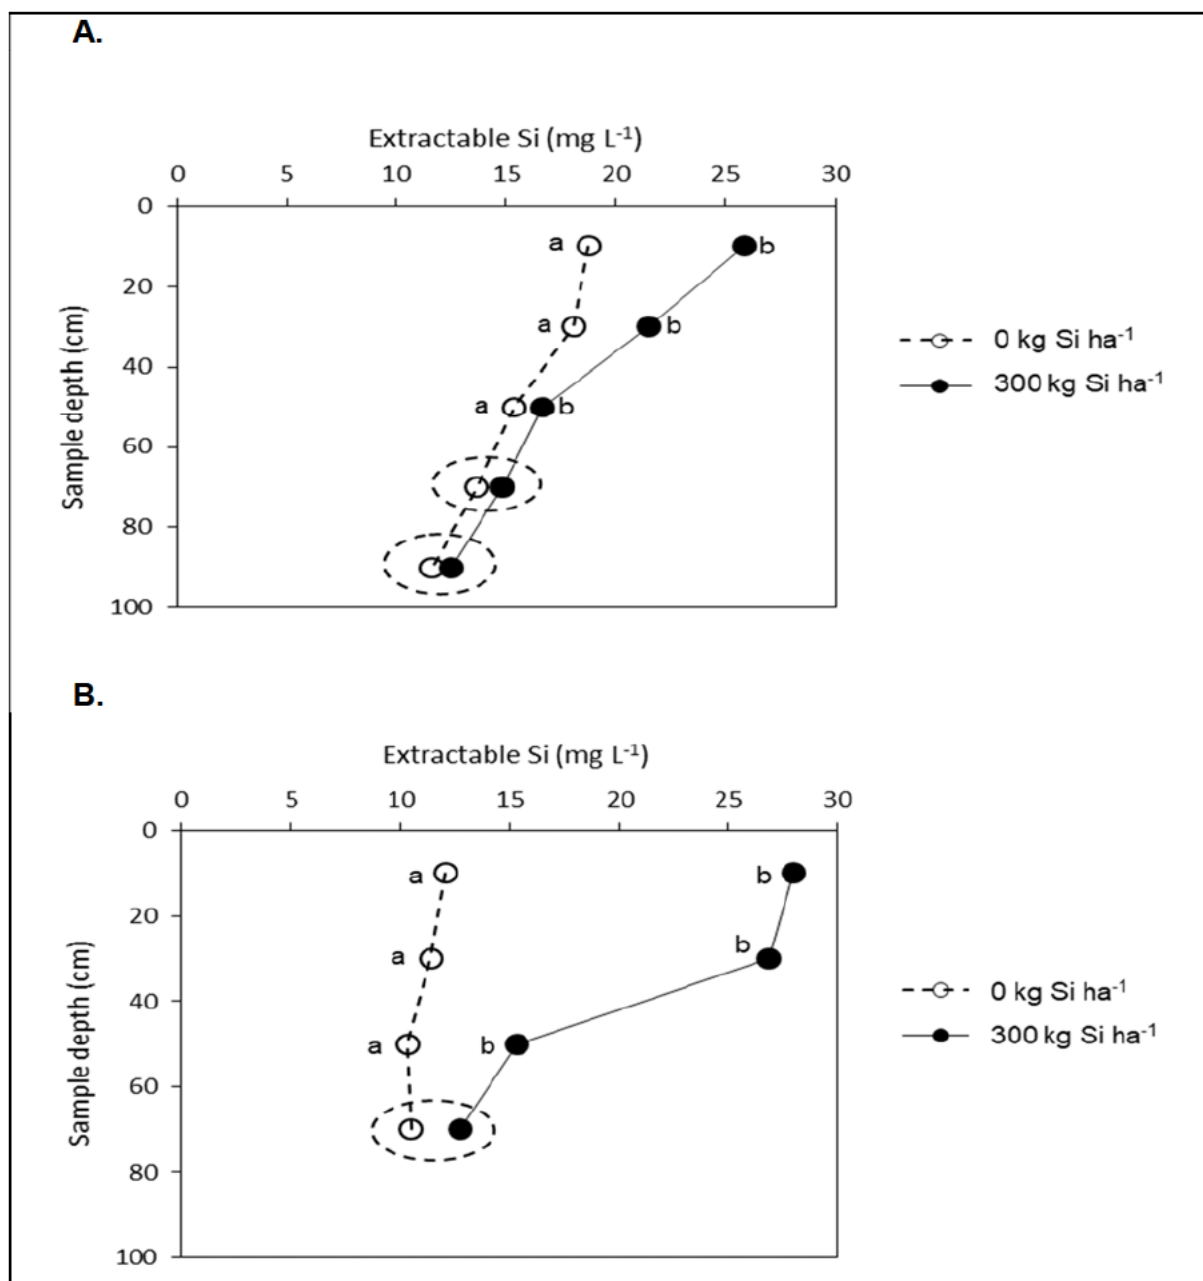 A.
Extractable Si (mg L⁻¹)
0 5 10 15 20 25 30
0
20
40
60
80
100
Sample depth (cm)
a b
a b
a b
0 kg Si ha⁻¹
300 kg Si ha⁻¹
B.
Extractable Si (mg L⁻¹)
0 5 10 15 20 25 30
0
20
40
60
80
100
Sample depth (cm)
a b
a b
a b
0 kg Si ha⁻¹
300 kg Si ha⁻¹